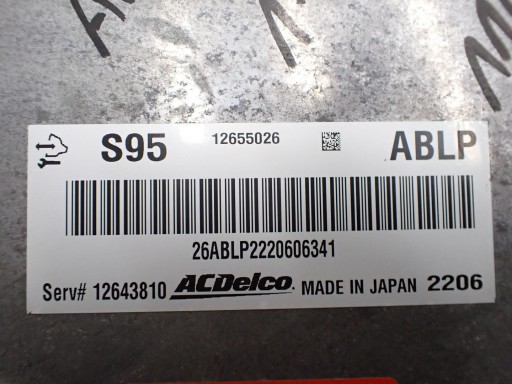 S95 12655026 ABLP
26ABLP2220606341
Serv# 12643810 ACDelco MADE IN JAPAN 2206